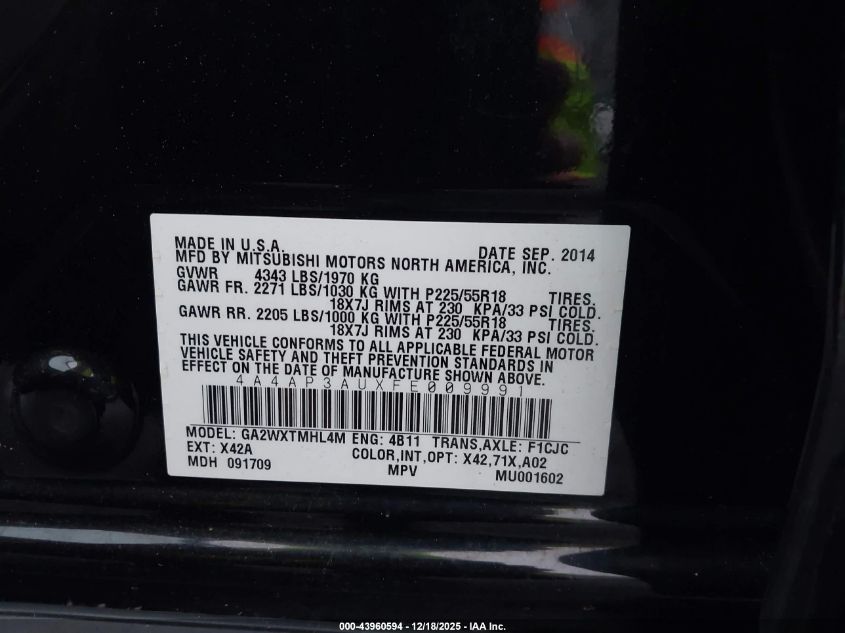 MADE IN U.S.A. DATE SEP. 2014
MFD BY MITSUBISHI MOTORS NORTH AMERICA, INC.
GVWR 4343 LBS/1970 KG
GAWR FR. 2271 LBS/1030 KG WITH P225/55R18 TIRES.
18X7J RIMS AT 230 KPA/33 PSI COLD.
GAWR RR. 2205 LBS/1000 KG WITH P225/55R18 TIRES.
18X7J RIMS AT 230 KPA/33 PSI COLD.
THIS VEHICLE CONFORMS TO ALL APPLICABLE FEDERAL MOTOR
VEHICLE SAFETY AND THEFT PREVENTION STANDARDS IN
EFFECT ON THE DATE OF MANUFACTURE SHOWN ABOVE.
4A4AP3AUXFE009991
MODEL: GA2WXTMHL4M ENG: 4B11 TRANS,AXLE: F1CJC
EXT: X42A COLOR,INT,OPT: X42,71X,A02
MDH 091709 MPV MU001602
000-43960594 - 12/18/2025 - IAA Inc.